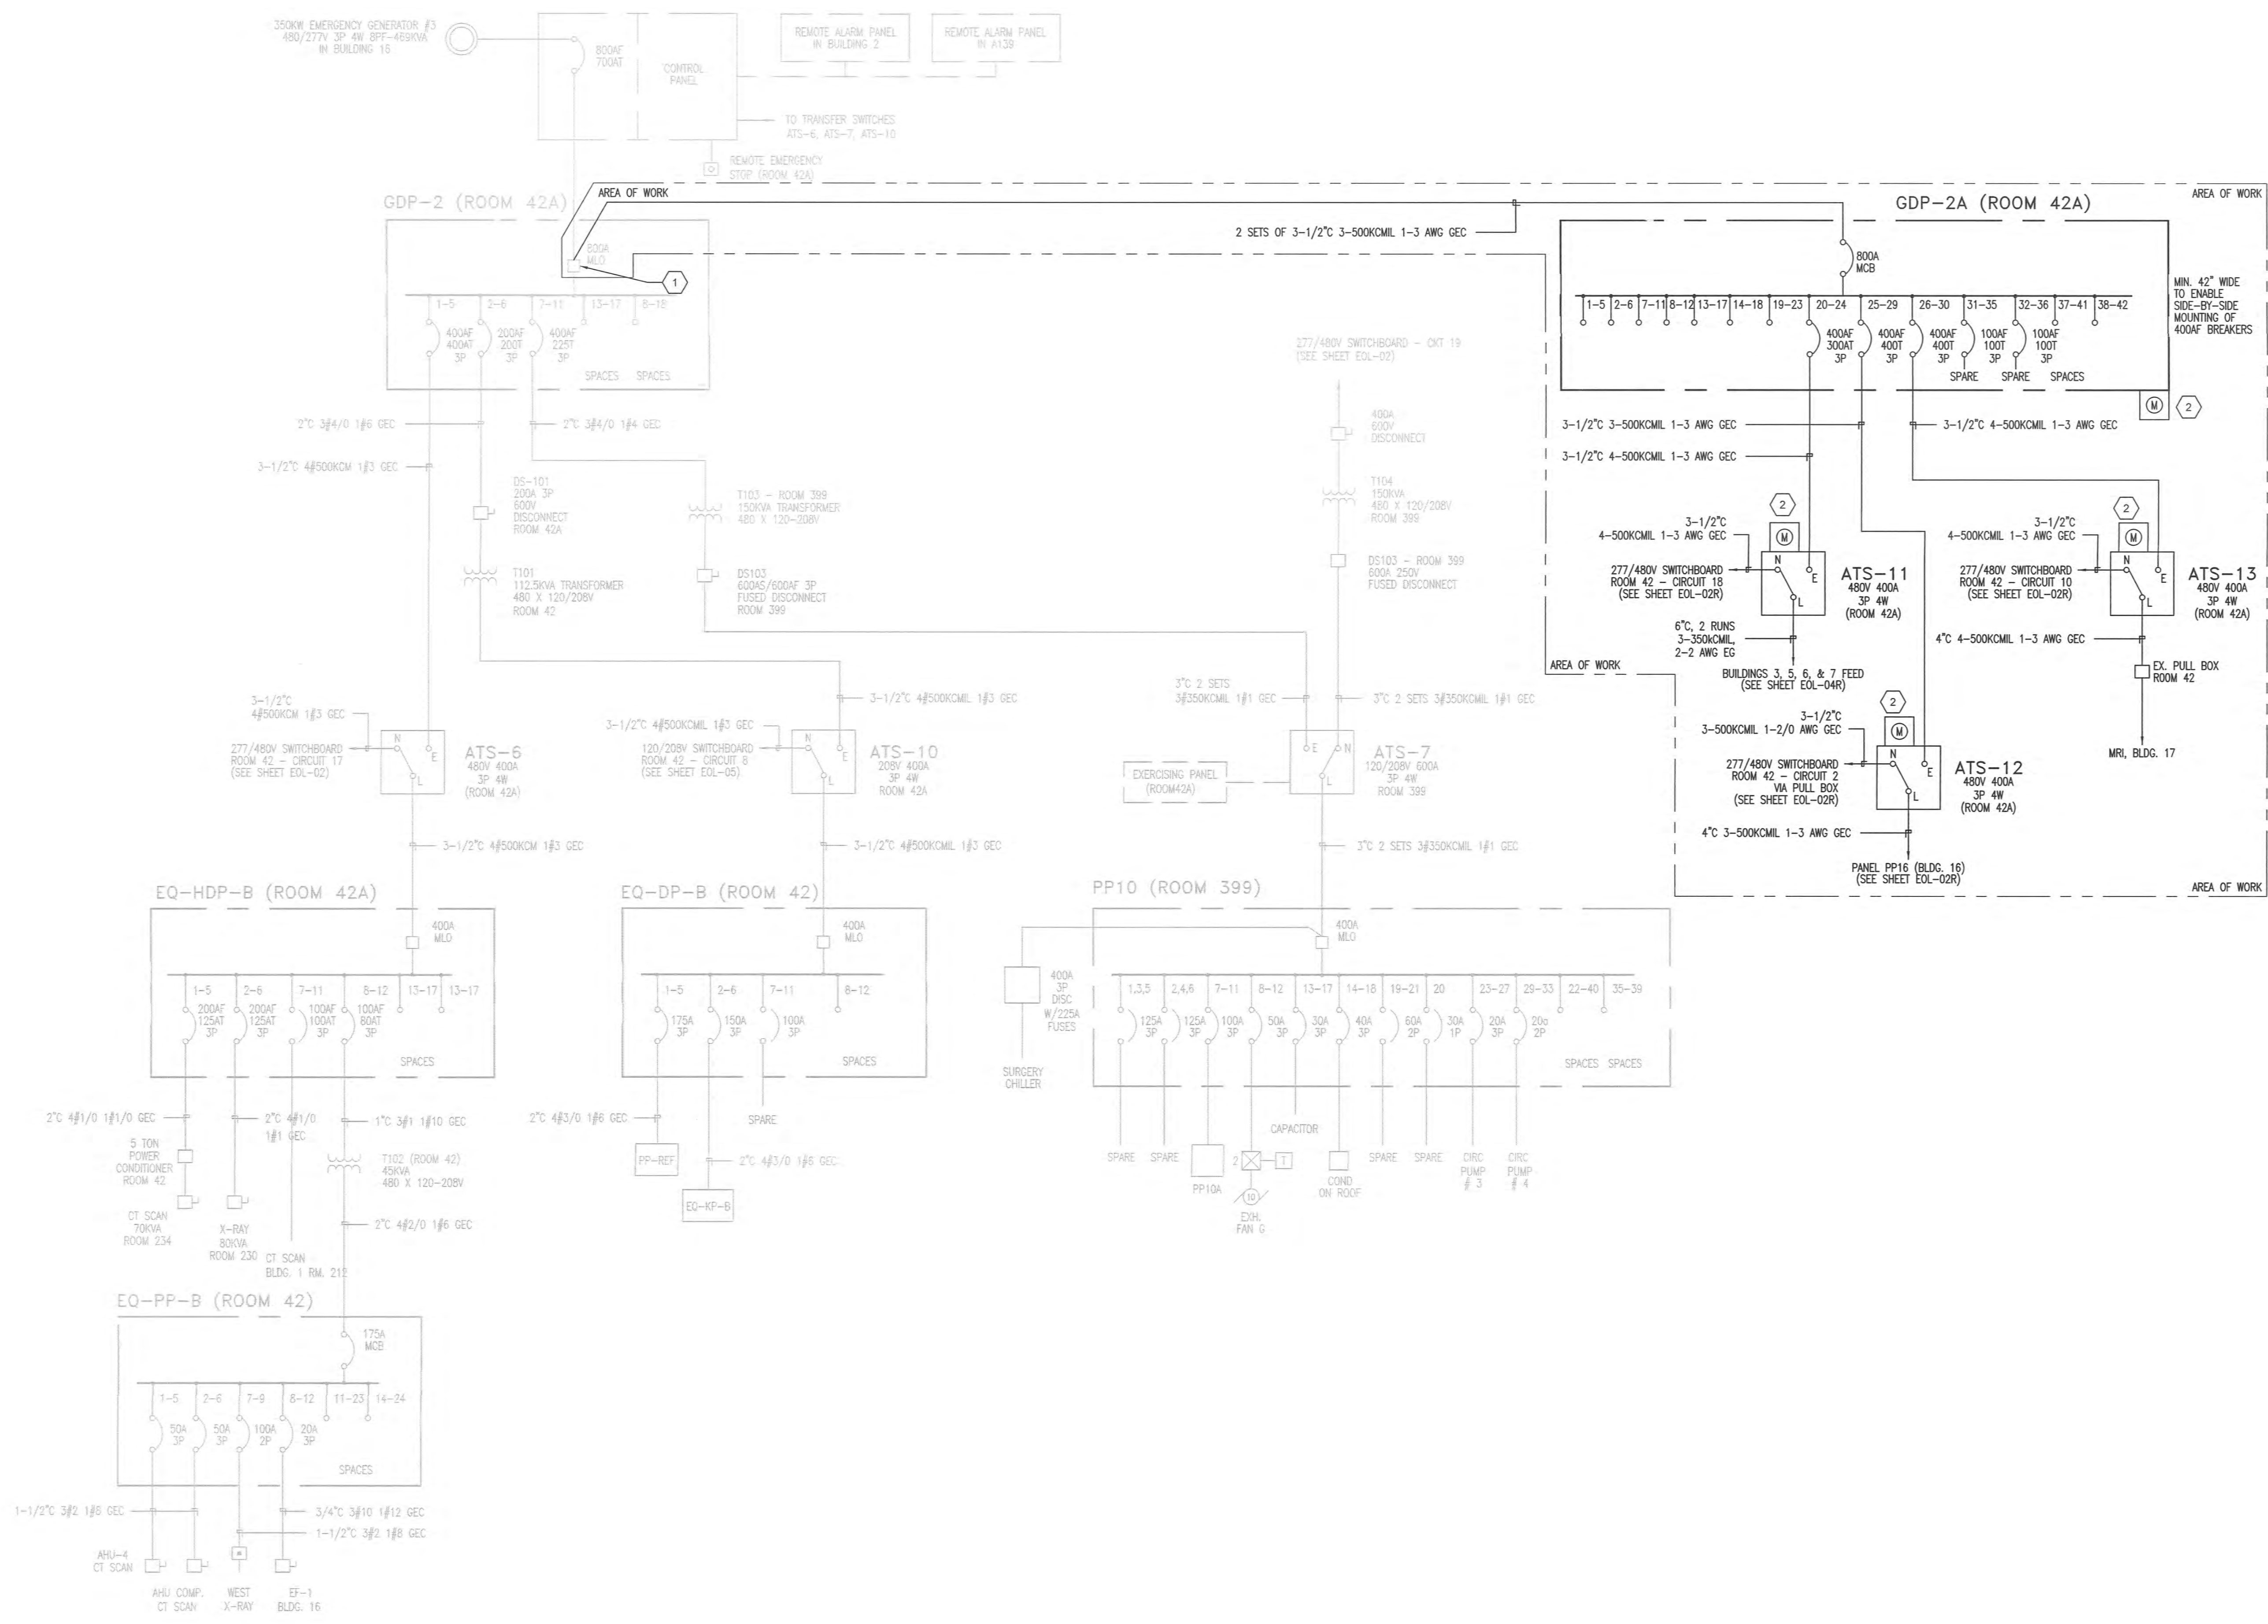 350KW EMERGENCY GENERATOR #3
480/277V 3P 4W 8PF-469KVA
IN BUILDING 16
800AF
700AT
CONTROL
PANEL
REMOTE ALARM PANEL
IN BUILDING 2
REMOTE ALARM PANEL
IN A139
TO TRANSFER SWITCHES
ATS-6, ATS-7, ATS-10
REMOTE EMERGENCY
STOP (ROOM 42A)
AREA OF WORK
AREA OF WORK
GDP-2 (ROOM 42A)
800A
MLO
1
1-5
2-6
7-11
13-17
8-18
400AF
400AT
3P
200AF
200T
3P
400AF
225T
3P
SPACES
SPACES
2 SETS OF 3-1/2"C 3-500KCMIL 1-3 AWG GEC
GDP-2A (ROOM 42A)
800A
MCB
1-5
2-6
7-11
8-12
13-17
14-18
19-23
20-24
25-29
26-30
31-35
32-36
37-41
38-42
400AF
300AT
3P
400AF
400T
3P
400AF
400T
3P
100AF
100T
3P
100AF
100T
3P
SPARE
SPARE
SPACES
MIN. 42" WIDE
TO ENABLE
SIDE-BY-SIDE
MOUNTING OF
400AF BREAKERS
M
2
2"C 3#4/0 1#6 GEC
2"C 3#4/0 1#4 GEC
3-1/2"C 4#500KCM 1#3 GEC
DS-101
200A 3P
600V
DISCONNECT
ROOM 42A
T101
112.5KVA TRANSFORMER
480 X 120/208V
ROOM 42
T103 - ROOM 399
150KVA TRANSFORMER
480 X 120-208V
DS103
600AS/600AF 3P
FUSED DISCONNECT
ROOM 399
277/480V SWITCHBOARD - CKT 19
(SEE SHEET EOL-02)
400A
600V
DISCONNECT
T104
150KVA
480 X 120/208V
ROOM 399
DS103 - ROOM 399
600A 250V
FUSED DISCONNECT
3-1/2"C 3-500KCMIL 1-3 AWG GEC
3-1/2"C 4-500KCMIL 1-3 AWG GEC
3-1/2"C 4-500KCMIL 1-3 AWG GEC
2
M
3-1/2"C
4-500KCMIL 1-3 AWG GEC
277/480V SWITCHBOARD
ROOM 42 - CIRCUIT 18
(SEE SHEET EOL-02R)
N
E
L
ATS-11
480V 400A
3P 4W
(ROOM 42A)
6"C, 2 RUNS
3-350kCMIL,
2-2 AWG EG
BUILDINGS 3, 5, 6, & 7 FEED
(SEE SHEET EOL-04R)
2
M
3-1/2"C
4-500KCMIL 1-3 AWG GEC
277/480V SWITCHBOARD
ROOM 42 - CIRCUIT 10
(SEE SHEET EOL-02R)
N
E
L
ATS-13
480V 400A
3P 4W
(ROOM 42A)
4"C 4-500KCMIL 1-3 AWG GEC
EX. PULL BOX
ROOM 42
MRI, BLDG. 17
AREA OF WORK
2
M
3-1/2"C
3-500KCMIL 1-2/0 AWG GEC
277/480V SWITCHBOARD
ROOM 42 - CIRCUIT 2
VIA PULL BOX
(SEE SHEET EOL-02R)
N
E
L
ATS-12
480V 400A
3P 4W
(ROOM 42A)
4"C 3-500KCMIL 1-3 AWG GEC
PANEL PP16 (BLDG. 16)
(SEE SHEET EOL-02R)
AREA OF WORK
3-1/2"C
4#500KCM 1#3 GEC
277/480V SWITCHBOARD
ROOM 42 - CIRCUIT 17
(SEE SHEET EOL-02)
N
E
L
ATS-6
480V 400A
3P 4W
(ROOM 42A)
3-1/2"C 4#500KCMIL 1#3 GEC
3-1/2"C 4#500KCMIL 1#3 GEC
120/208V SWITCHBOARD
ROOM 42 - CIRCUIT 8
(SEE SHEET EOL-05)
N
E
L
ATS-10
208V 400A
3P 4W
ROOM 42A
3"C 2 SETS
3#350KCMIL 1#1 GEC
3"C 2 SETS 3#350KCMIL 1#1 GEC
EXERCISING PANEL
(ROOM42A)
E
N
L
ATS-7
120/208V 600A
3P 4W
ROOM 399
3-1/2"C 4#500KCM 1#3 GEC
3-1/2"C 4#500KCMIL 1#3 GEC
3"C 2 SETS 3#350KCMIL 1#1 GEC
EQ-HDP-B (ROOM 42A)
400A
MLO
1-5
2-6
7-11
8-12
13-17
13-17
200AF
125AT
3P
200AF
125AT
3P
100AF
100AT
3P
100AF
80AT
3P
SPACES
EQ-DP-B (ROOM 42)
400A
MLO
1-5
2-6
7-11
8-12
175A
3P
150A
3P
100A
3P
SPACES
PP10 (ROOM 399)
400A
MLO
400A
3P
DISC
W/225A
FUSES
SURGERY
CHILLER
1,3,5
2,4,6
7-11
8-12
13-17
14-18
19-21
20
23-27
29-33
22-40
35-39
125A
3P
125A
3P
100A
3P
50A
3P
30A
3P
40A
3P
60A
2P
30A
1P
20A
3P
20a
2P
SPACES
SPACES
2"C 4#1/0 1#1/0 GEC
2"C 4#1/0
1#1 GEC
1"C 3#1 1#10 GEC
5 TON
POWER
CONDITIONER
ROOM 42
CT SCAN
70KVA
ROOM 234
X-RAY
80KVA
ROOM 230
CT SCAN
BLDG. 1 RM. 212
T102 (ROOM 42)
45KVA
480 X 120-208V
2"C 4#2/0 1#6 GEC
2"C 4#3/0 1#6 GEC
PP-REF
SPARE
2"C 4#3/0 1#6 GEC
EQ-KP-B
SPARE
SPARE
PP10A
2
T
10
EXH.
FAN G
CAPACITOR
COND
ON ROOF
SPARE
SPARE
CIRC
PUMP
# 3
CIRC
PUMP
# 4
EQ-PP-B (ROOM 42)
175A
MCB
1-5
2-6
7-9
8-12
11-23
14-24
50A
3P
50A
3P
100A
2P
20A
3P
SPACES
1-1/2"C 3#2 1#8 GEC
3/4"C 3#10 1#12 GEC
1-1/2"C 3#2 1#8 GEC
AHU-4
CT SCAN
AHU COMP.
CT SCAN
WEST
X-RAY
EF-1
BLDG. 16